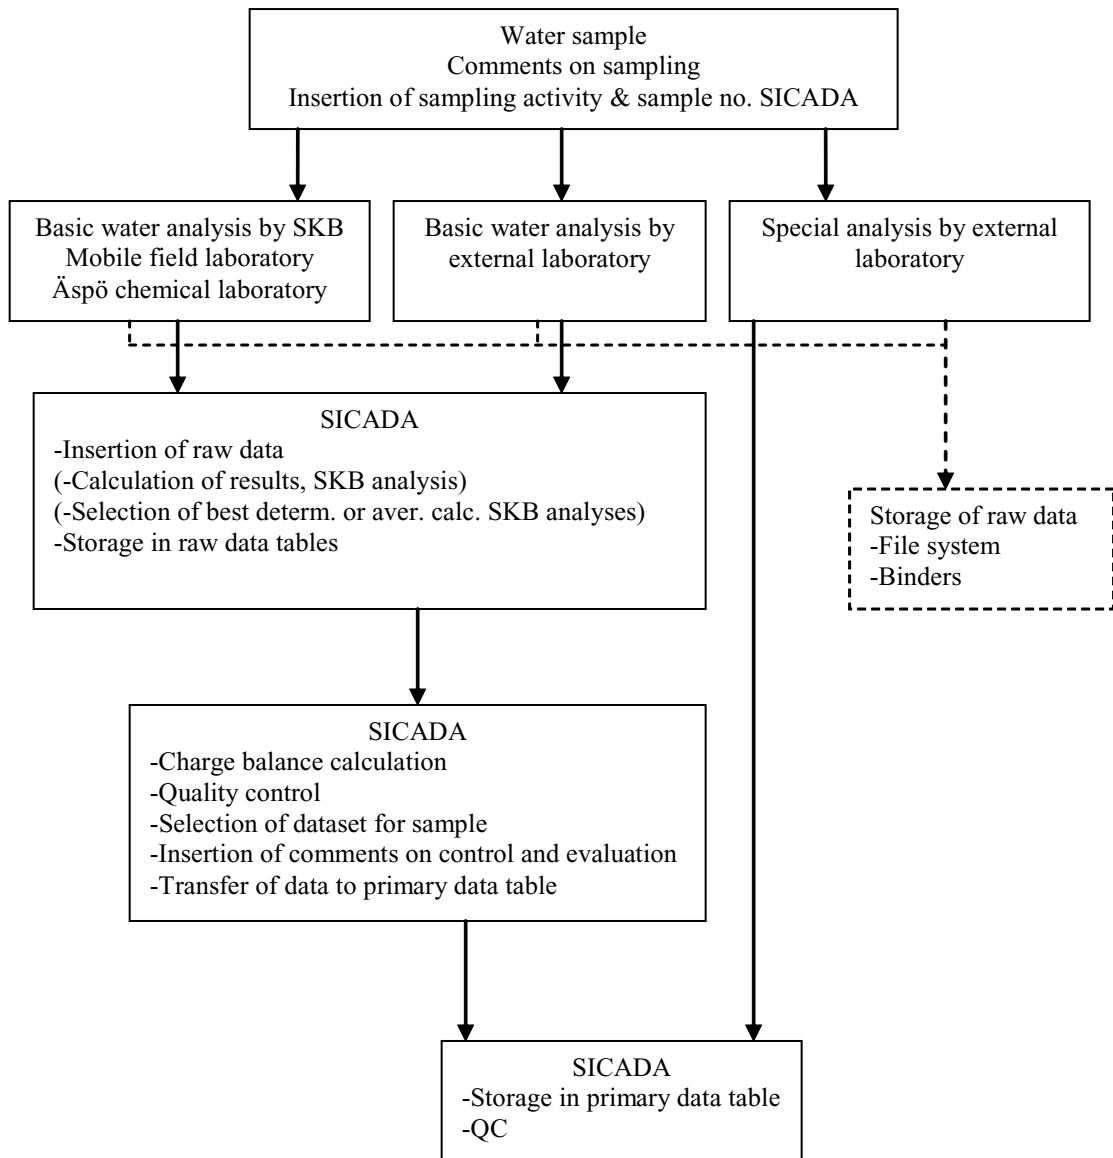 Water sample
Comments on sampling
Insertion of sampling activity & sample no. SICADA
Basic water analysis by SKB
Mobile field laboratory
Äspö chemical laboratory
Basic water analysis by
external laboratory
Special analysis by external
laboratory
SICADA
-Insertion of raw data
(-Calculation of results, SKB analysis)
(-Selection of best determ. or aver. calc. SKB analyses)
-Storage in raw data tables
Storage of raw data
-File system
-Binders
SICADA
-Charge balance calculation
-Quality control
-Selection of dataset for sample
-Insertion of comments on control and evaluation
-Transfer of data to primary data table
SICADA
-Storage in primary data table
-QC